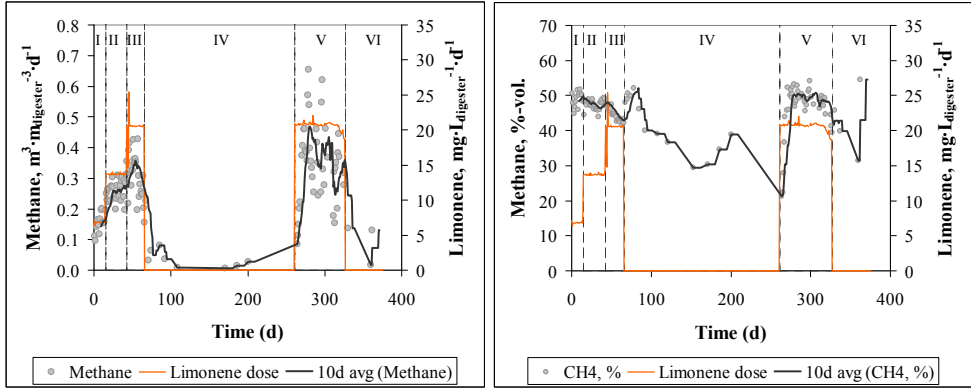 0.8
0.7
0.6
0.5
0.4
0.3
0.2
0.1
0.0
Methane, m³·m_digester⁻³·d⁻¹
I II III IV V VI
35
30
25
20
15
10
5
0
Limonene, mg·L_digester⁻¹·d⁻¹
0 100 200 300 400
Time (d)
Methane Limonene dose 10d avg (Methane)
70
60
50
40
30
20
10
0
Methane, %-vol.
I II III IV V VI
35
30
25
20
15
10
5
0
Limonene, mg·L_digester⁻¹·d⁻¹
0 100 200 300 400
Time (d)
CH4, % Limonene dose 10d avg (CH4, %)